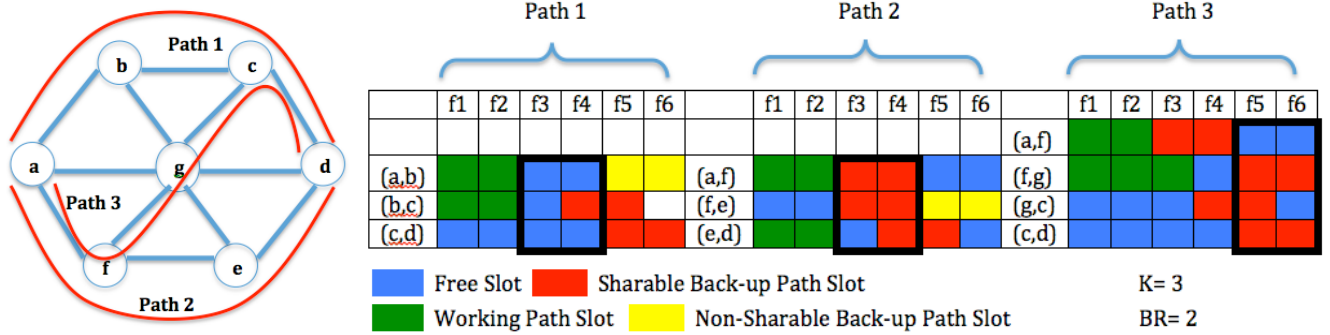 Path 1 Path 2 Path 3
Path 1
b c
a g d
Path 3
f e
Path 2
f1 f2 f3 f4 f5 f6 f1 f2 f3 f4 f5 f6 f1 f2 f3 f4 f5 f6
(a,f)
(a,b) (a,f) (f,g)
(b,c) (f,e) (g,c)
(c,d) (e,d) (c,d)
Free Slot Sharable Back-up Path Slot K= 3
Working Path Slot Non-Sharable Back-up Path Slot BR= 2